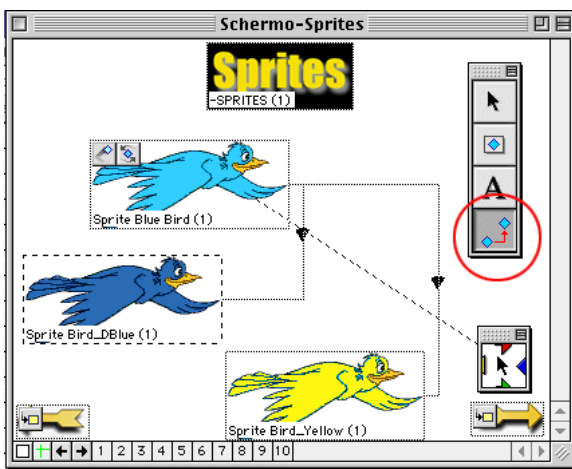 Schermo-Sprites
Sprites
-SPRITES (1)
A
Sprite Blue Bird (1)
Sprite Bird_DBlue (1)
Sprite Bird_Yellow (1)
1 2 3 4 5 6 7 8 9 10